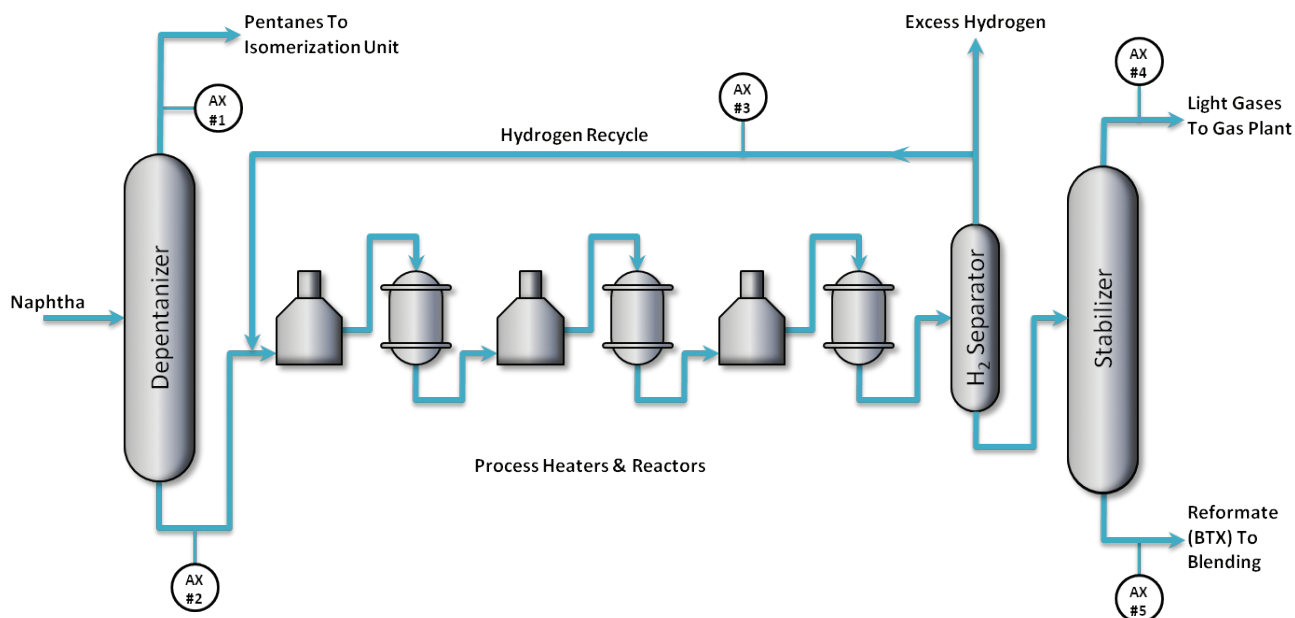 Pentanes To
Isomerization Unit
Excess Hydrogen
AX
#4
AX
#1
AX
#3
Light Gases
To Gas Plant
Hydrogen Recycle
Depentanizer
Naphtha
H₂ Separator
Stabilizer
Process Heaters & Reactors
Reformate
(BTX) To
Blending
AX
#2
AX
#5